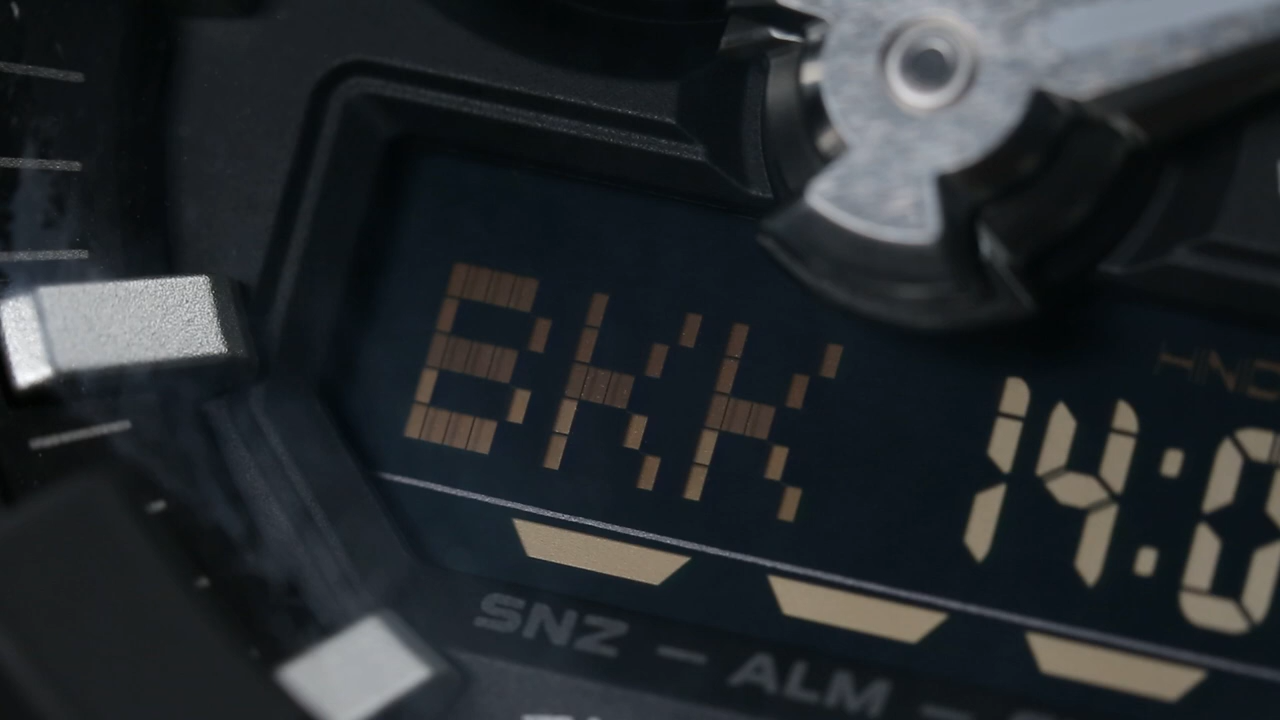 BKK
14:0
SNZ — ALM —